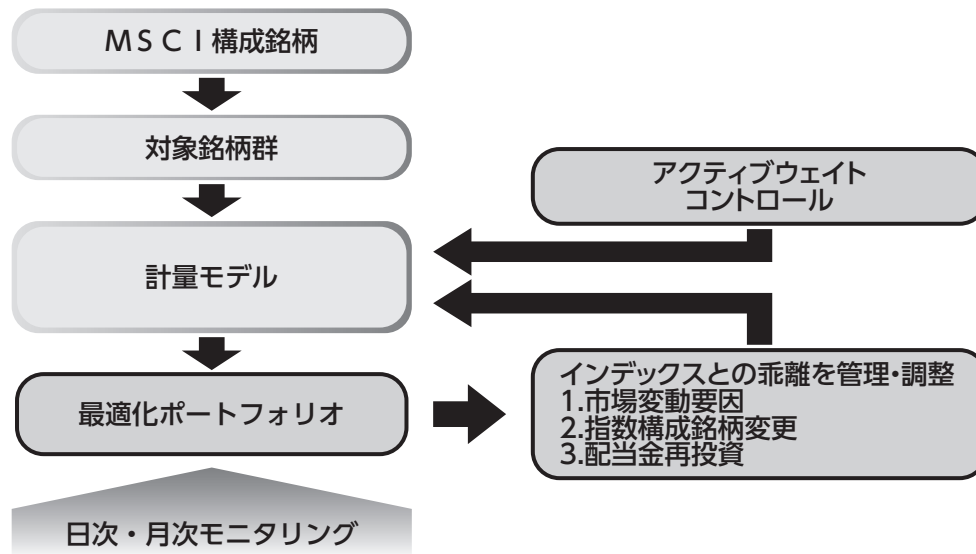 ＭＳＣＩ構成銘柄
対象銘柄群
計量モデル
最適化ポートフォリオ
日次・月次モニタリング
アクティブウェイト
コントロール
インデックスとの乖離を管理・調整
1.市場変動要因
2.指数構成銘柄変更
3.配当金再投資